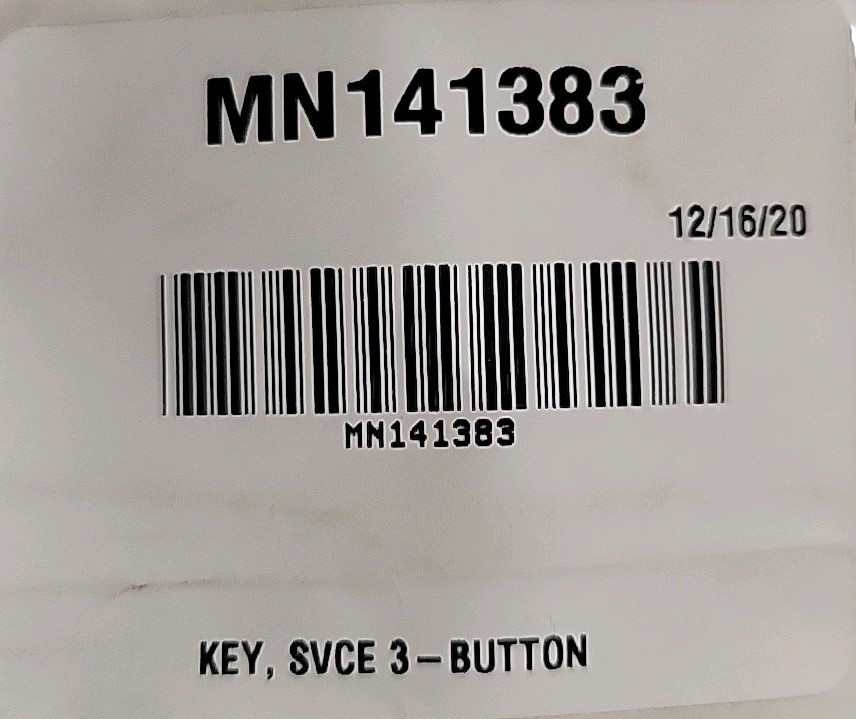 MN141383
12/16/20
MN141383
KEY, SVCE 3-BUTTON